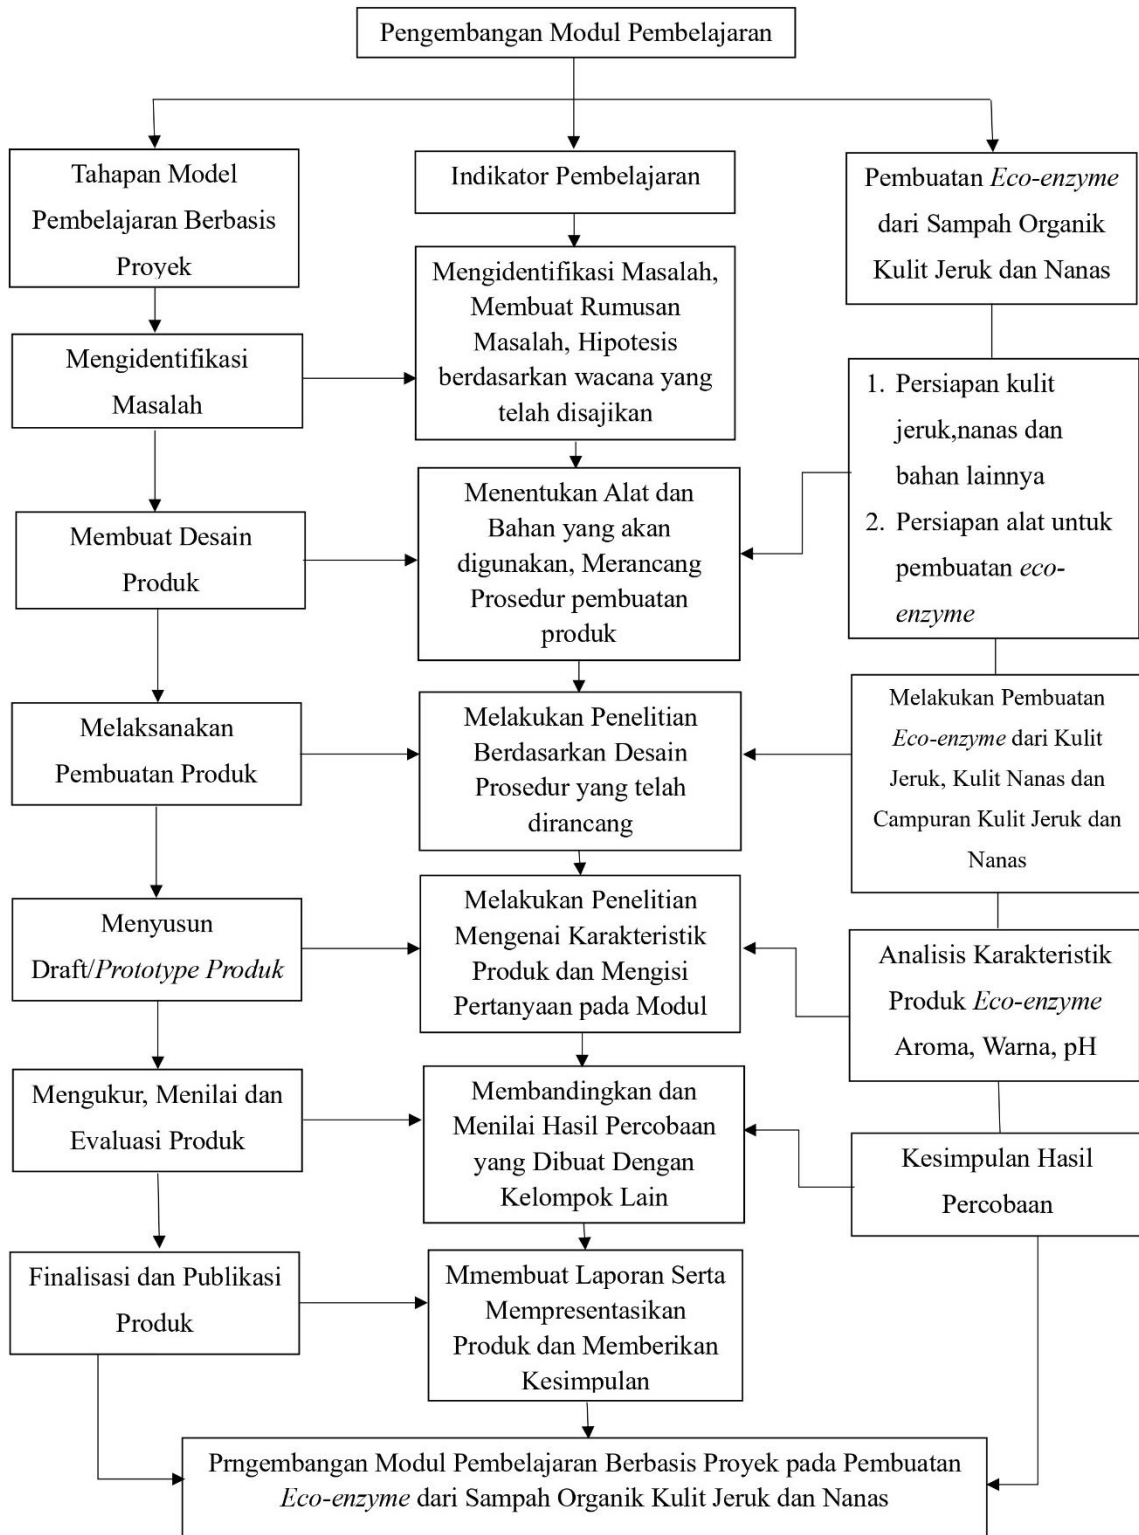 Pengembangan Modul Pembelajaran
Tahapan Model
Pembelajaran Berbasis
Proyek
Indikator Pembelajaran
Pembuatan Eco-enzyme
dari Sampah Organik
Kulit Jeruk dan Nanas
Mengidentifikasi
Masalah
Mengidentifikasi Masalah,
Membuat Rumusan
Masalah, Hipotesis
berdasarkan wacana yang
telah disajikan
1. Persiapan kulit
jeruk,nanas dan
bahan lainnya
2. Persiapan alat untuk
pembuatan eco-
enzyme
Membuat Desain
Produk
Menentukan Alat dan
Bahan yang akan
digunakan, Merancang
Prosedur pembuatan
produk
Melaksanakan
Pembuatan Produk
Melakukan Penelitian
Berdasarkan Desain
Prosedur yang telah
dirancang
Melakukan Pembuatan
Eco-enzyme dari Kulit
Jeruk, Kulit Nanas dan
Campuran Kulit Jeruk dan
Nanas
Menyusun
Draft/Prototype Produk
Melakukan Penelitian
Mengenai Karakteristik
Produk dan Mengisi
Pertanyaan pada Modul
Analisis Karakteristik
Produk Eco-enzyme
Aroma, Warna, pH
Mengukur, Menilai dan
Evaluasi Produk
Membandingkan dan
Menilai Hasil Percobaan
yang Dibuat Dengan
Kelompok Lain
Kesimpulan Hasil
Percobaan
Finalisasi dan Publikasi
Produk
Mmembuat Laporan Serta
Mempresentasikan
Produk dan Memberikan
Kesimpulan
Prngembangan Modul Pembelajaran Berbasis Proyek pada Pembuatan
Eco-enzyme dari Sampah Organik Kulit Jeruk dan Nanas